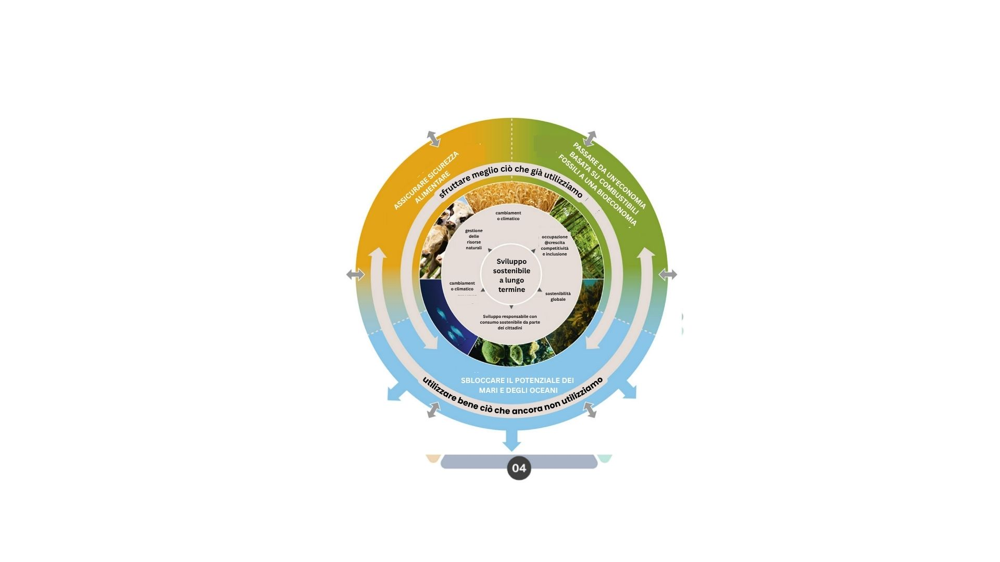 ASSICURARE SICUREZZA
ALIMENTARE
PASSARE DA UN'ECONOMIA
BASATA SU COMBUSTIBILI
FOSSILI A UNA BIOECONOMIA
sfruttare meglio ciò che già utilizziamo
cambiament
o climatico
gestione
delle
risorse
naturali
occupazione
@crescita
competitività
e inclusione
Sviluppo
sostenibile
a lungo
termine
cambiament
o climatico
sostenibilità
globale
Sviluppo responsabile con
consumo sostenibile da parte
dei cittadini
SBLOCCARE IL POTENZIALE DEI
MARI E DEGLI OCEANI
utilizzare bene ciò che ancora non utilizziamo
04